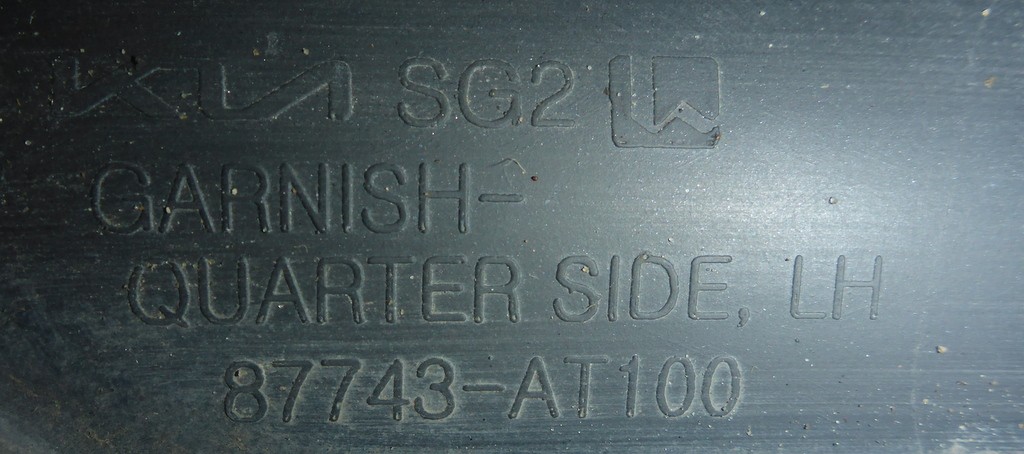 KIA SG2
GARNISH-
QUARTER SIDE, LH
87743-AT100